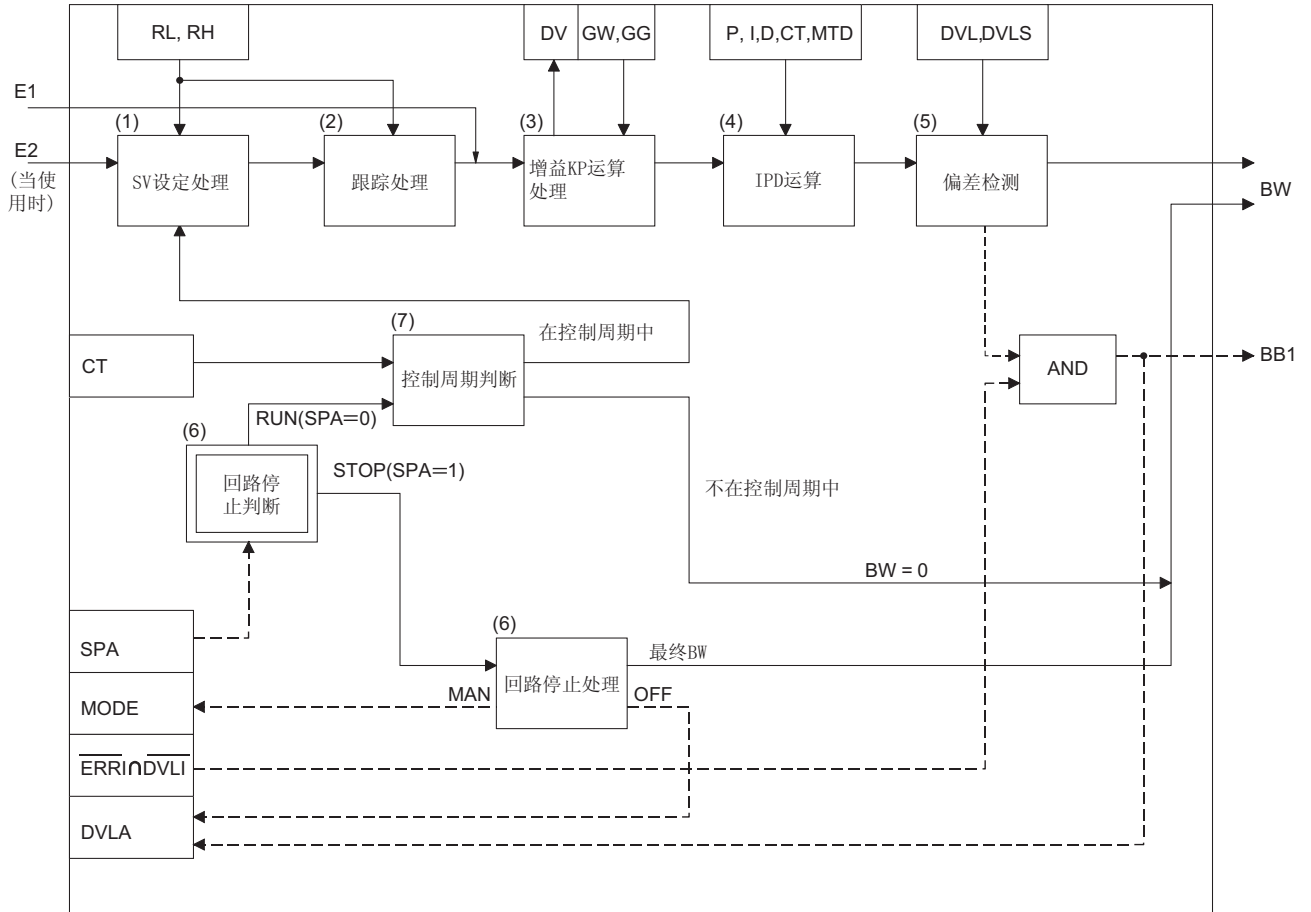 RL, RH
DV
GW,GG
P, I,D,CT,MTD
DVL,DVLS
E1
(1)
(2)
(3)
(4)
(5)
E2
(当使
用时)
SV设定处理
跟踪处理
增益KP运算
处理
IPD运算
偏差检测
BW
(7)
在控制周期中
CT
控制周期判断
AND
BB1
RUN(SPA=0)
(6)
STOP(SPA=1)
回路停
止判断
不在控制周期中
BW = 0
SPA
(6)
最终BW
回路停止处理
MAN
OFF
MODE
ERRI∩DVLI
DVLA